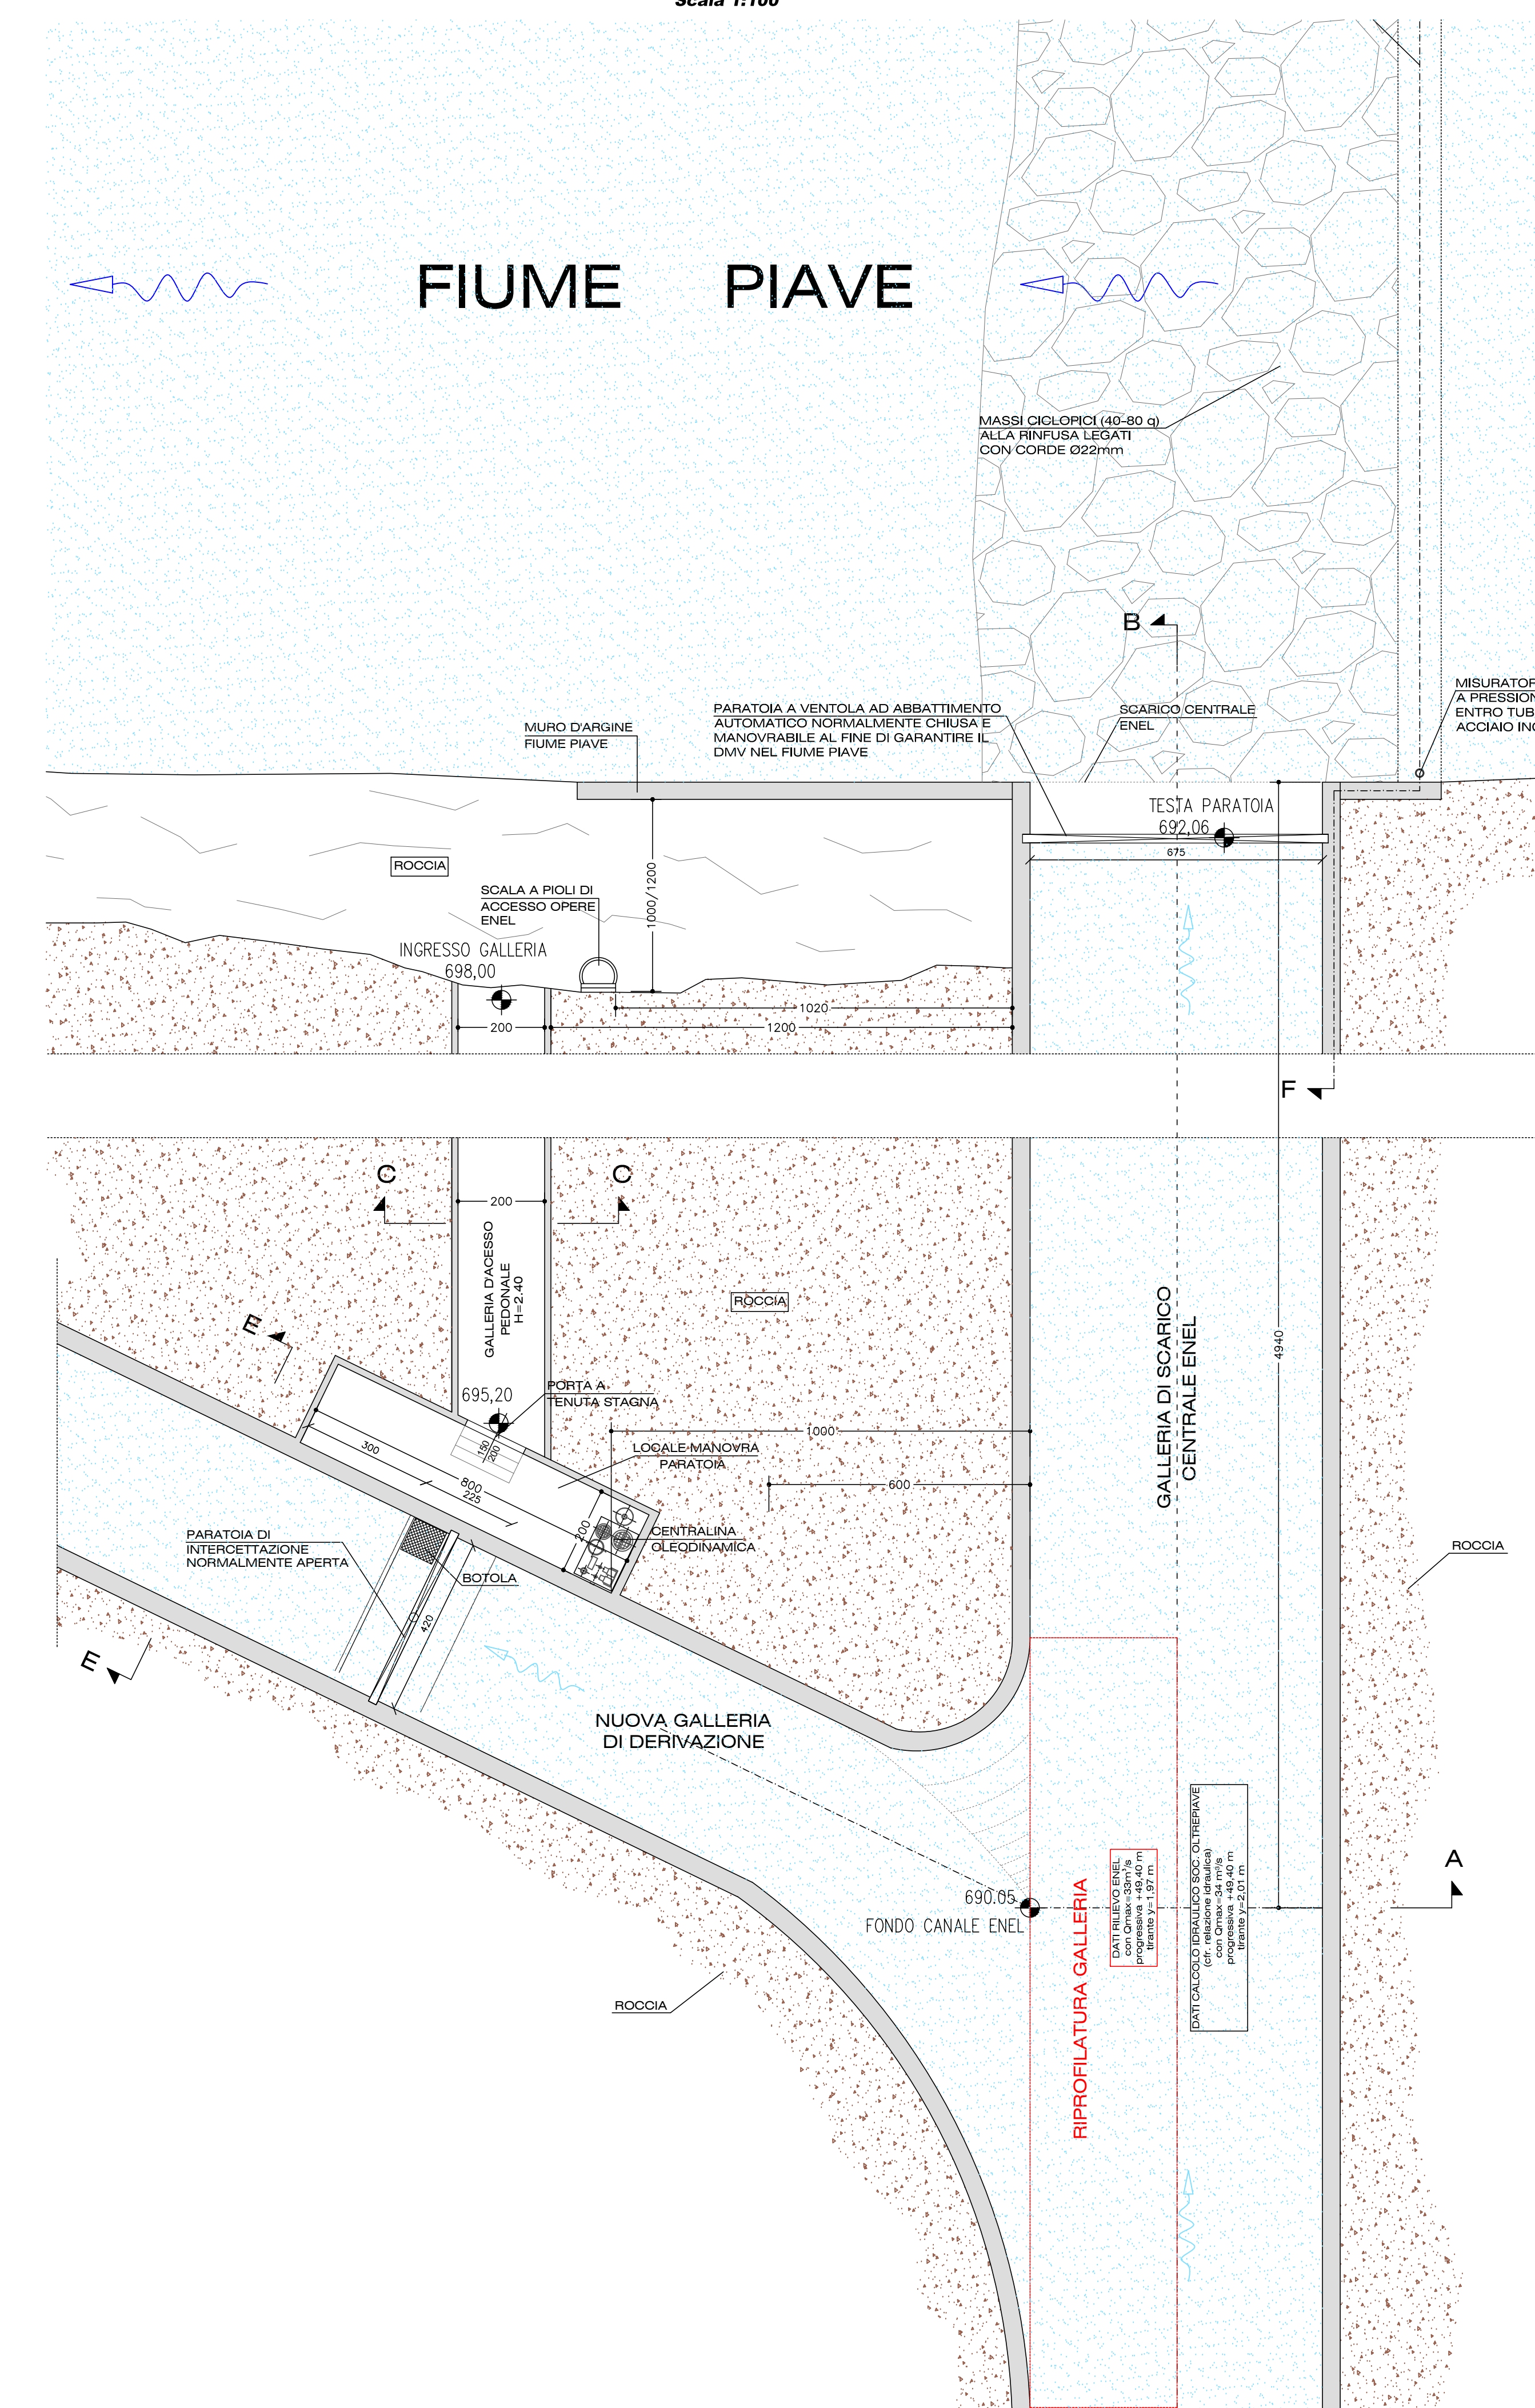 Scala 1:100
FIUME PIAVE
MASSI CICLOPICI (40-80 q)
ALLA RINFUSA LEGATI
CON CORDE Ø22mm
B
MURO D'ARGINE
FIUME PIAVE
PARATOIA A VENTOLA AD ABBATTIMENTO
AUTOMATICO NORMALMENTE CHIUSA E
MANOVRABILE AL FINE DI GARANTIRE IL
DMV NEL FIUME PIAVE
SCARICO CENTRALE
ENEL
MISURATOR
A PRESSION
ENTRO TUB
ACCIAIO INO
TESTA PARATOIA
692,06
675
ROCCIA
SCALA A PIOLI DI
ACCESSO OPERE
ENEL
1000/1200
INGRESSO GALLERIA
698,00
1020
200
1200
F
C
C
200
GALLERIA D'ACESSO
PEDONALE
H=2.40
ROCCIA
E
GALLERIA DI SCARICO
CENTRALE ENEL
4940
695,20
PORTA A
TENUTA STAGNA
150
200
300
800
225
200
LOCALE MANOVRA
PARATOIA
1000
600
CENTRALINA
OLEODINAMICA
PARATOIA DI
INTERCETTAZIONE
NORMALMENTE APERTA
BOTOLA
420
ROCCIA
E
NUOVA GALLERIA
DI DERIVAZIONE
690.05
FONDO CANALE ENEL
RIPROFILATURA GALLERIA
DATI RILIEVO ENEL
con Qmax=33m³/s
progressiva +49,40 m
tirante y=1,97 m
DATI CALCOLO IDRAULICO SOC. OLTREPIAVE
(cfr. relazione idraulica)
con Qmax=34 m³/s
progressiva +49,40 m
tirante y=2,01 m
A
ROCCIA